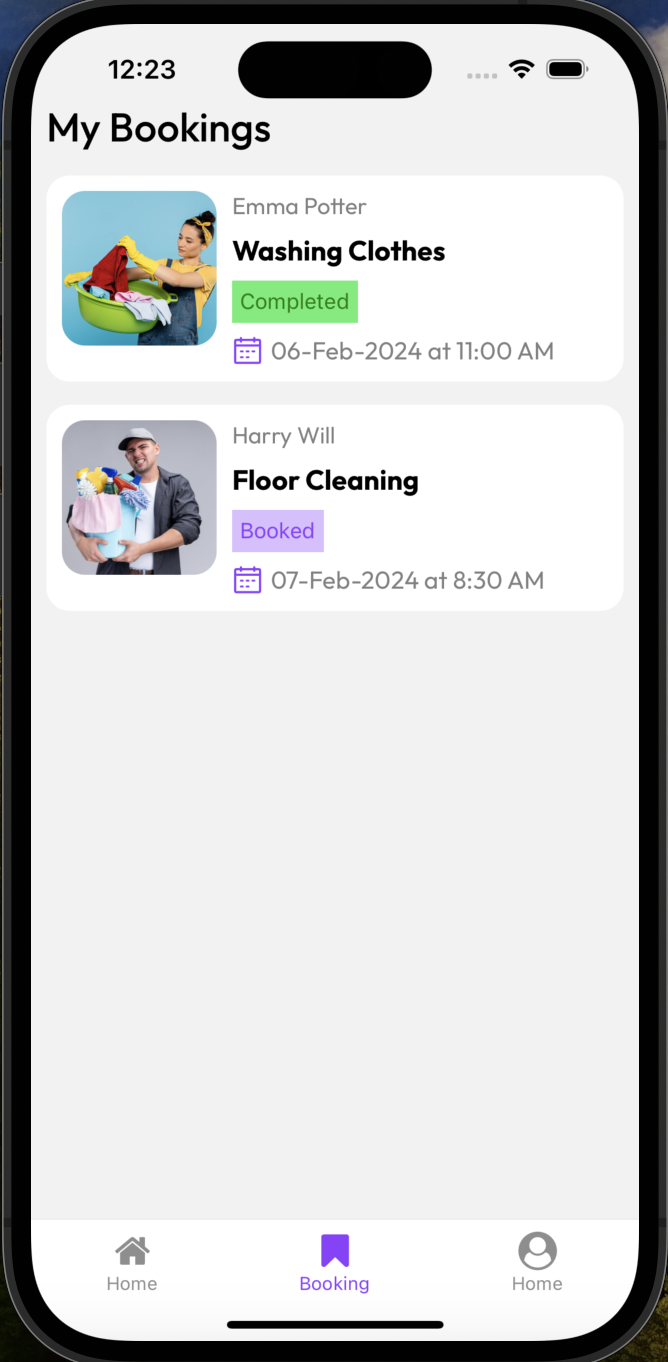 12:23
My Bookings
Emma Potter
Washing Clothes
Completed
06-Feb-2024 at 11:00 AM
Harry Will
Floor Cleaning
Booked
07-Feb-2024 at 8:30 AM
Home
Booking
Home